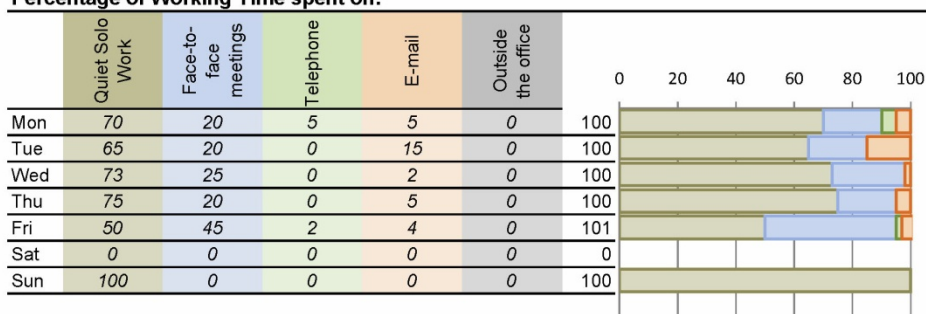 Percentage of Working Time spent on:
Quiet Solo Work
Face-to-face meetings
Telephone
E-mail
Outside the office
0 20 40 60 80 100
Mon 70 20 5 5 0 100
Tue 65 20 0 15 0 100
Wed 73 25 0 2 0 100
Thu 75 20 0 5 0 100
Fri 50 45 2 4 0 101
Sat 0 0 0 0 0 0
Sun 100 0 0 0 0 100